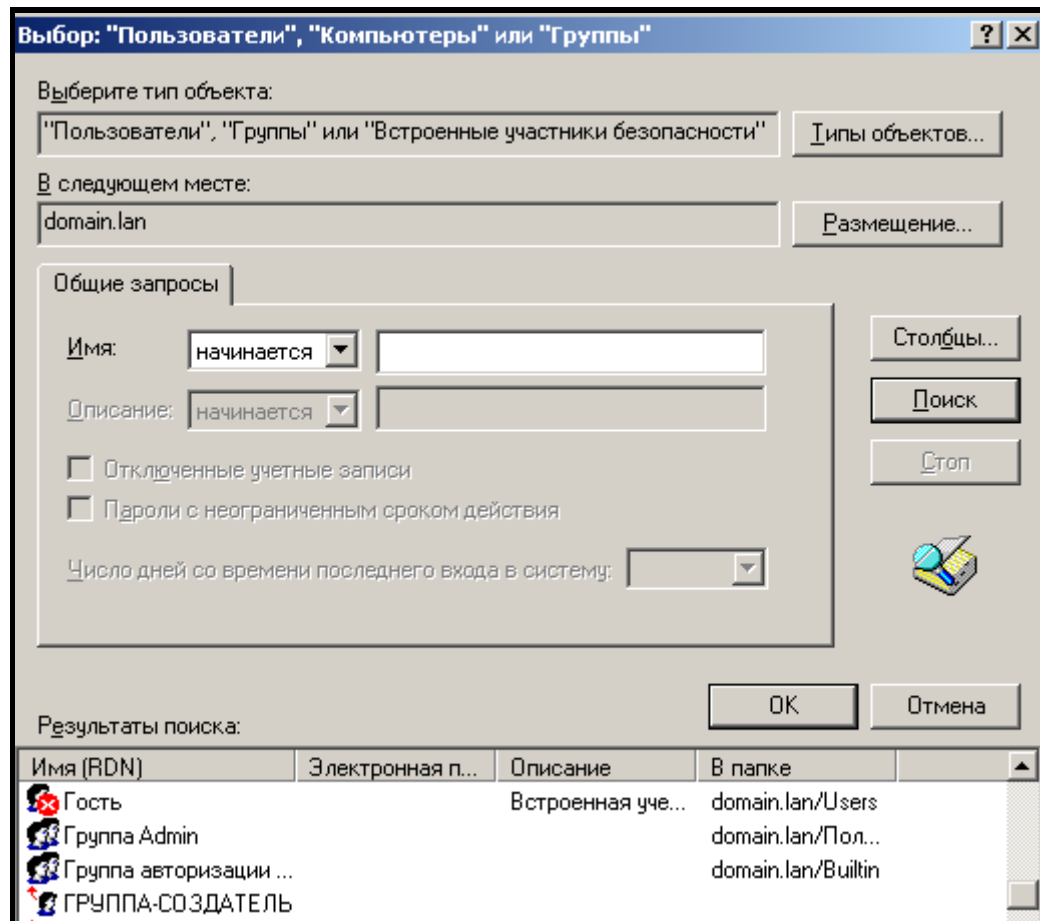 Выбор: "Пользователи", "Компьютеры" или "Группы"
Выберите тип объекта:
"Пользователи", "Группы" или "Встроенные участники безопасности"
Типы объектов...
В следующем месте:
domain.lan
Размещение...
Общие запросы
Имя:
начинается
Столбцы...
Описание:
начинается
Поиск
Отключенные учетные записи
Стоп
Пароли с неограниченным сроком действия
Число дней со времени последнего входа в систему:
OK
Отмена
Результаты поиска:
Имя (RDN) Электронная п... Описание В папке
Гость Встроенная уче... domain.lan/Users
Группа Admin domain.lan/Пол...
Группа авторизации ... domain.lan/Builtin
ГРУППА-СОЗДАТЕЛЬ